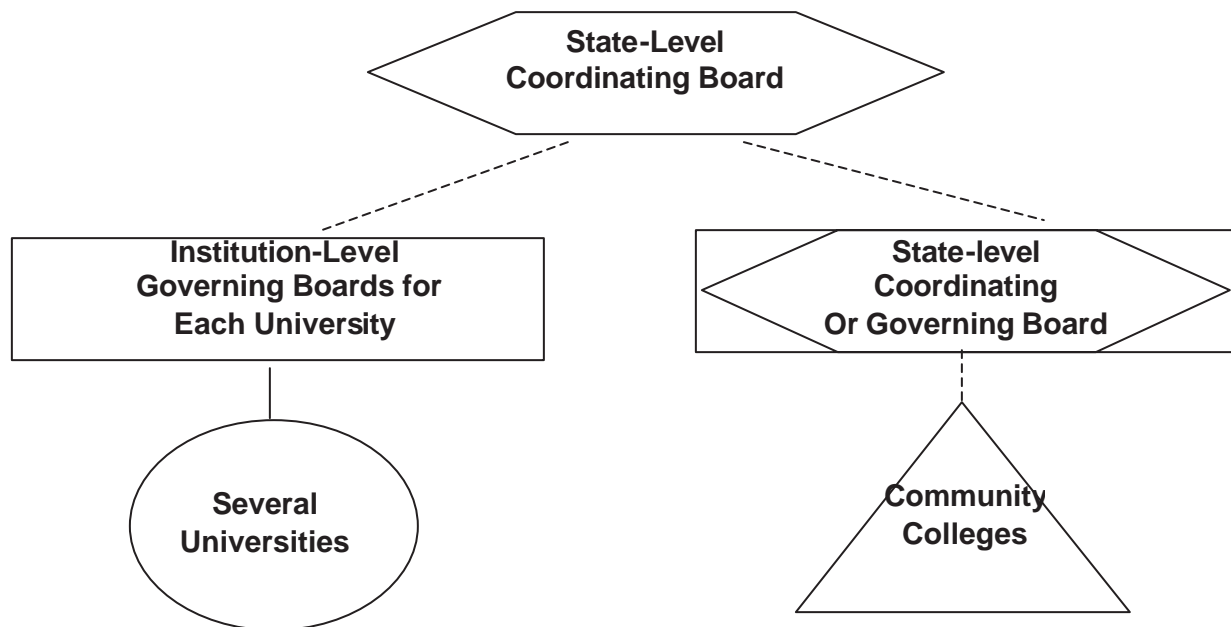 State-Level
Coordinating Board
Institution-Level
Governing Boards for
Each University
State-level
Coordinating
Or Governing Board
Several
Universities
Community
Colleges